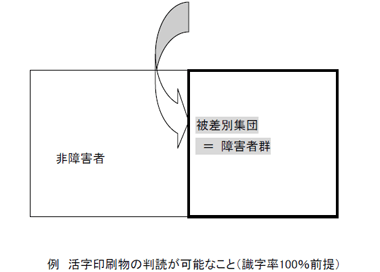 被差別集団
＝ 障害者群
非障害者
例　活字印刷物の判読が可能なこと（識字率100％前提）